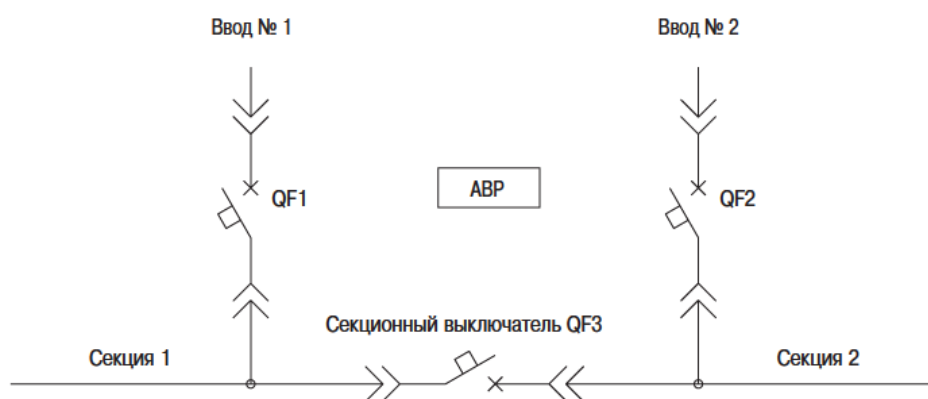 Ввод № 1
Ввод № 2
АВР
QF1
QF2
Секционный выключатель QF3
Секция 1
Секция 2